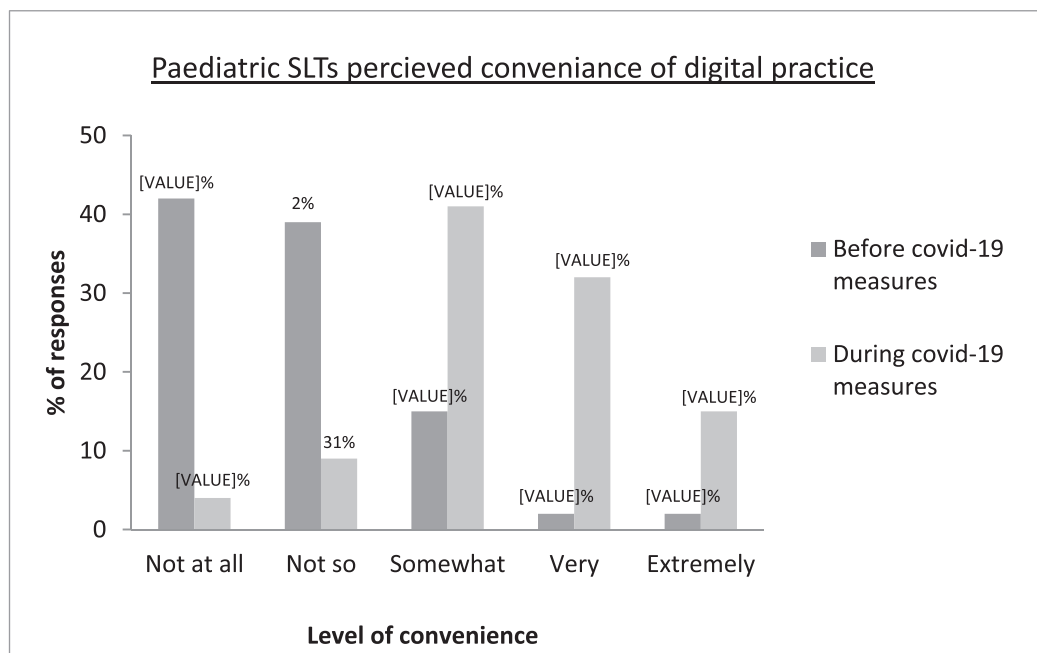 Paediatric SLTs percieved conveniance of digital practice
50
40
30
20
10
0
% of responses
[VALUE]%
[VALUE]%
2%
31%
[VALUE]%
[VALUE]%
[VALUE]%
[VALUE]%
[VALUE]%
[VALUE]%
Not at all
Not so
Somewhat
Very
Extremely
Level of convenience
Before covid-19
measures
During covid-19
measures